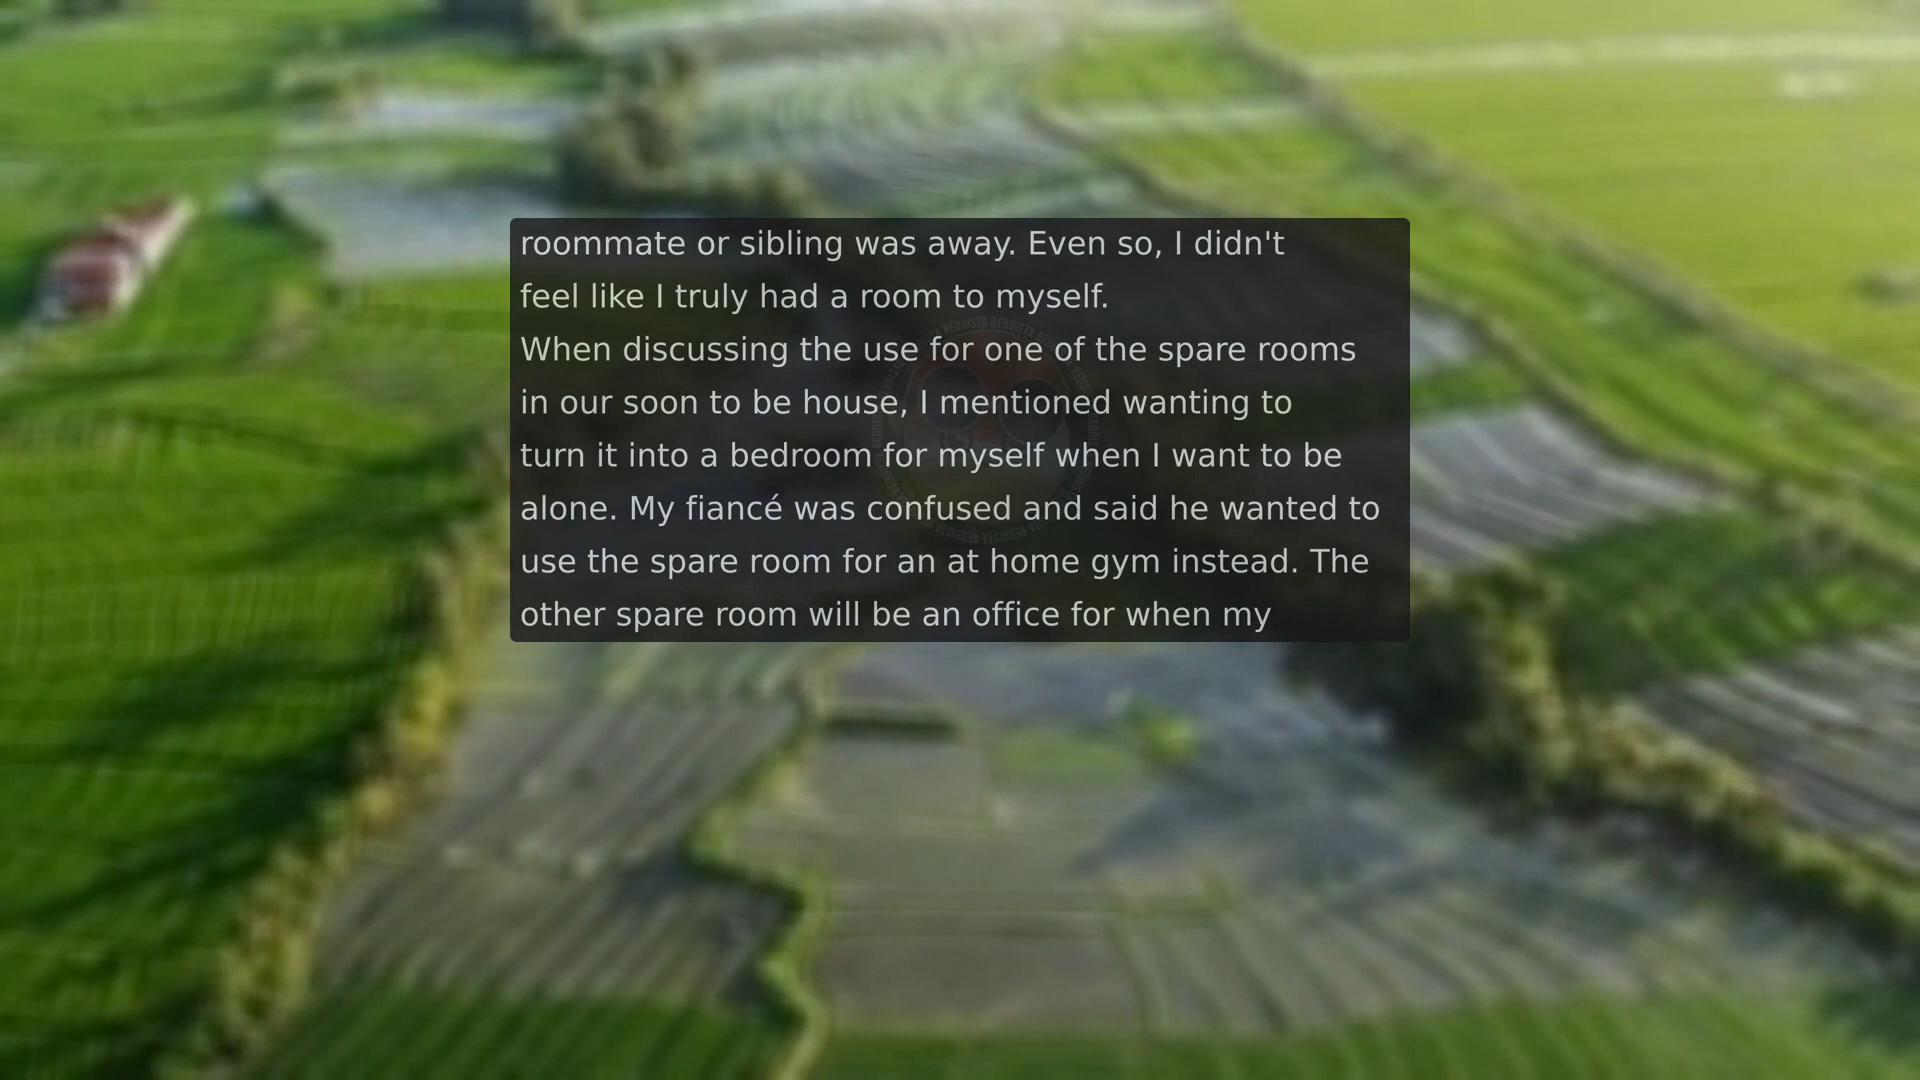 roommate or sibling was away. Even so, I didn't
feel like I truly had a room to myself.
When discussing the use for one of the spare rooms
in our soon to be house, I mentioned wanting to
turn it into a bedroom for myself when I want to be
alone. My fiancé was confused and said he wanted to
use the spare room for an at home gym instead. The
other spare room will be an office for when my
REDDISTA REDDISTA